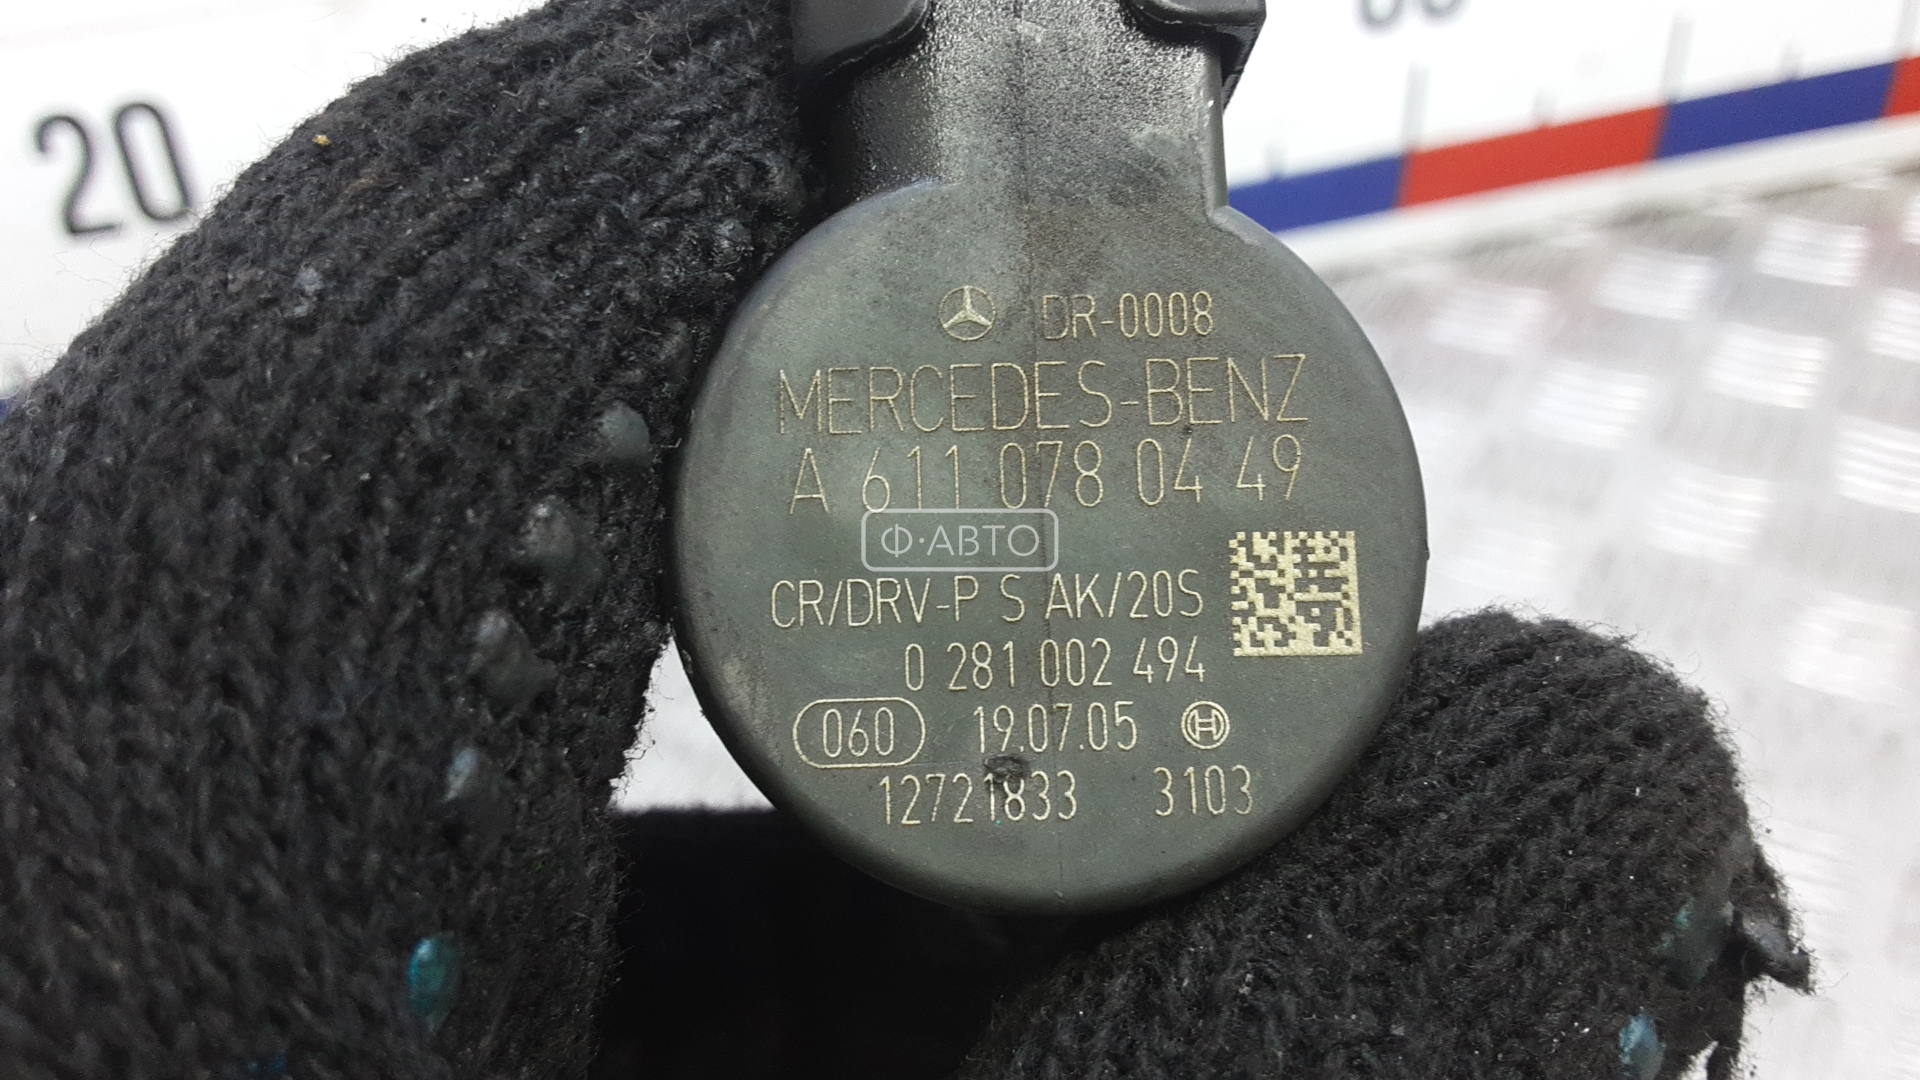 20
DR-0008
MERCEDES-BENZ
A 611 078 04 49
Ф·АВТО
CR/DRV-P S AK/20S
0 281 002 494
060 19.07.05
12721833 3103